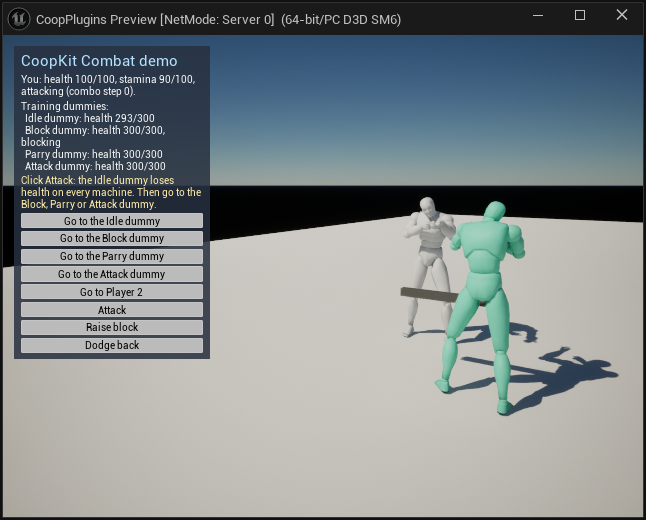 CoopPlugins Preview [NetMode: Server 0]  (64-bit/PC D3D SM6)
CoopKit Combat demo
You: health 100/100, stamina 90/100,
attacking (combo step 0).
Training dummies:
Idle dummy: health 293/300
Block dummy: health 300/300,
blocking
Parry dummy: health 300/300
Attack dummy: health 300/300
Click Attack: the Idle dummy loses
health on every machine. Then go to the
Block, Parry or Attack dummy.
Go to the Idle dummy
Go to the Block dummy
Go to the Parry dummy
Go to the Attack dummy
Go to Player 2
Attack
Raise block
Dodge back